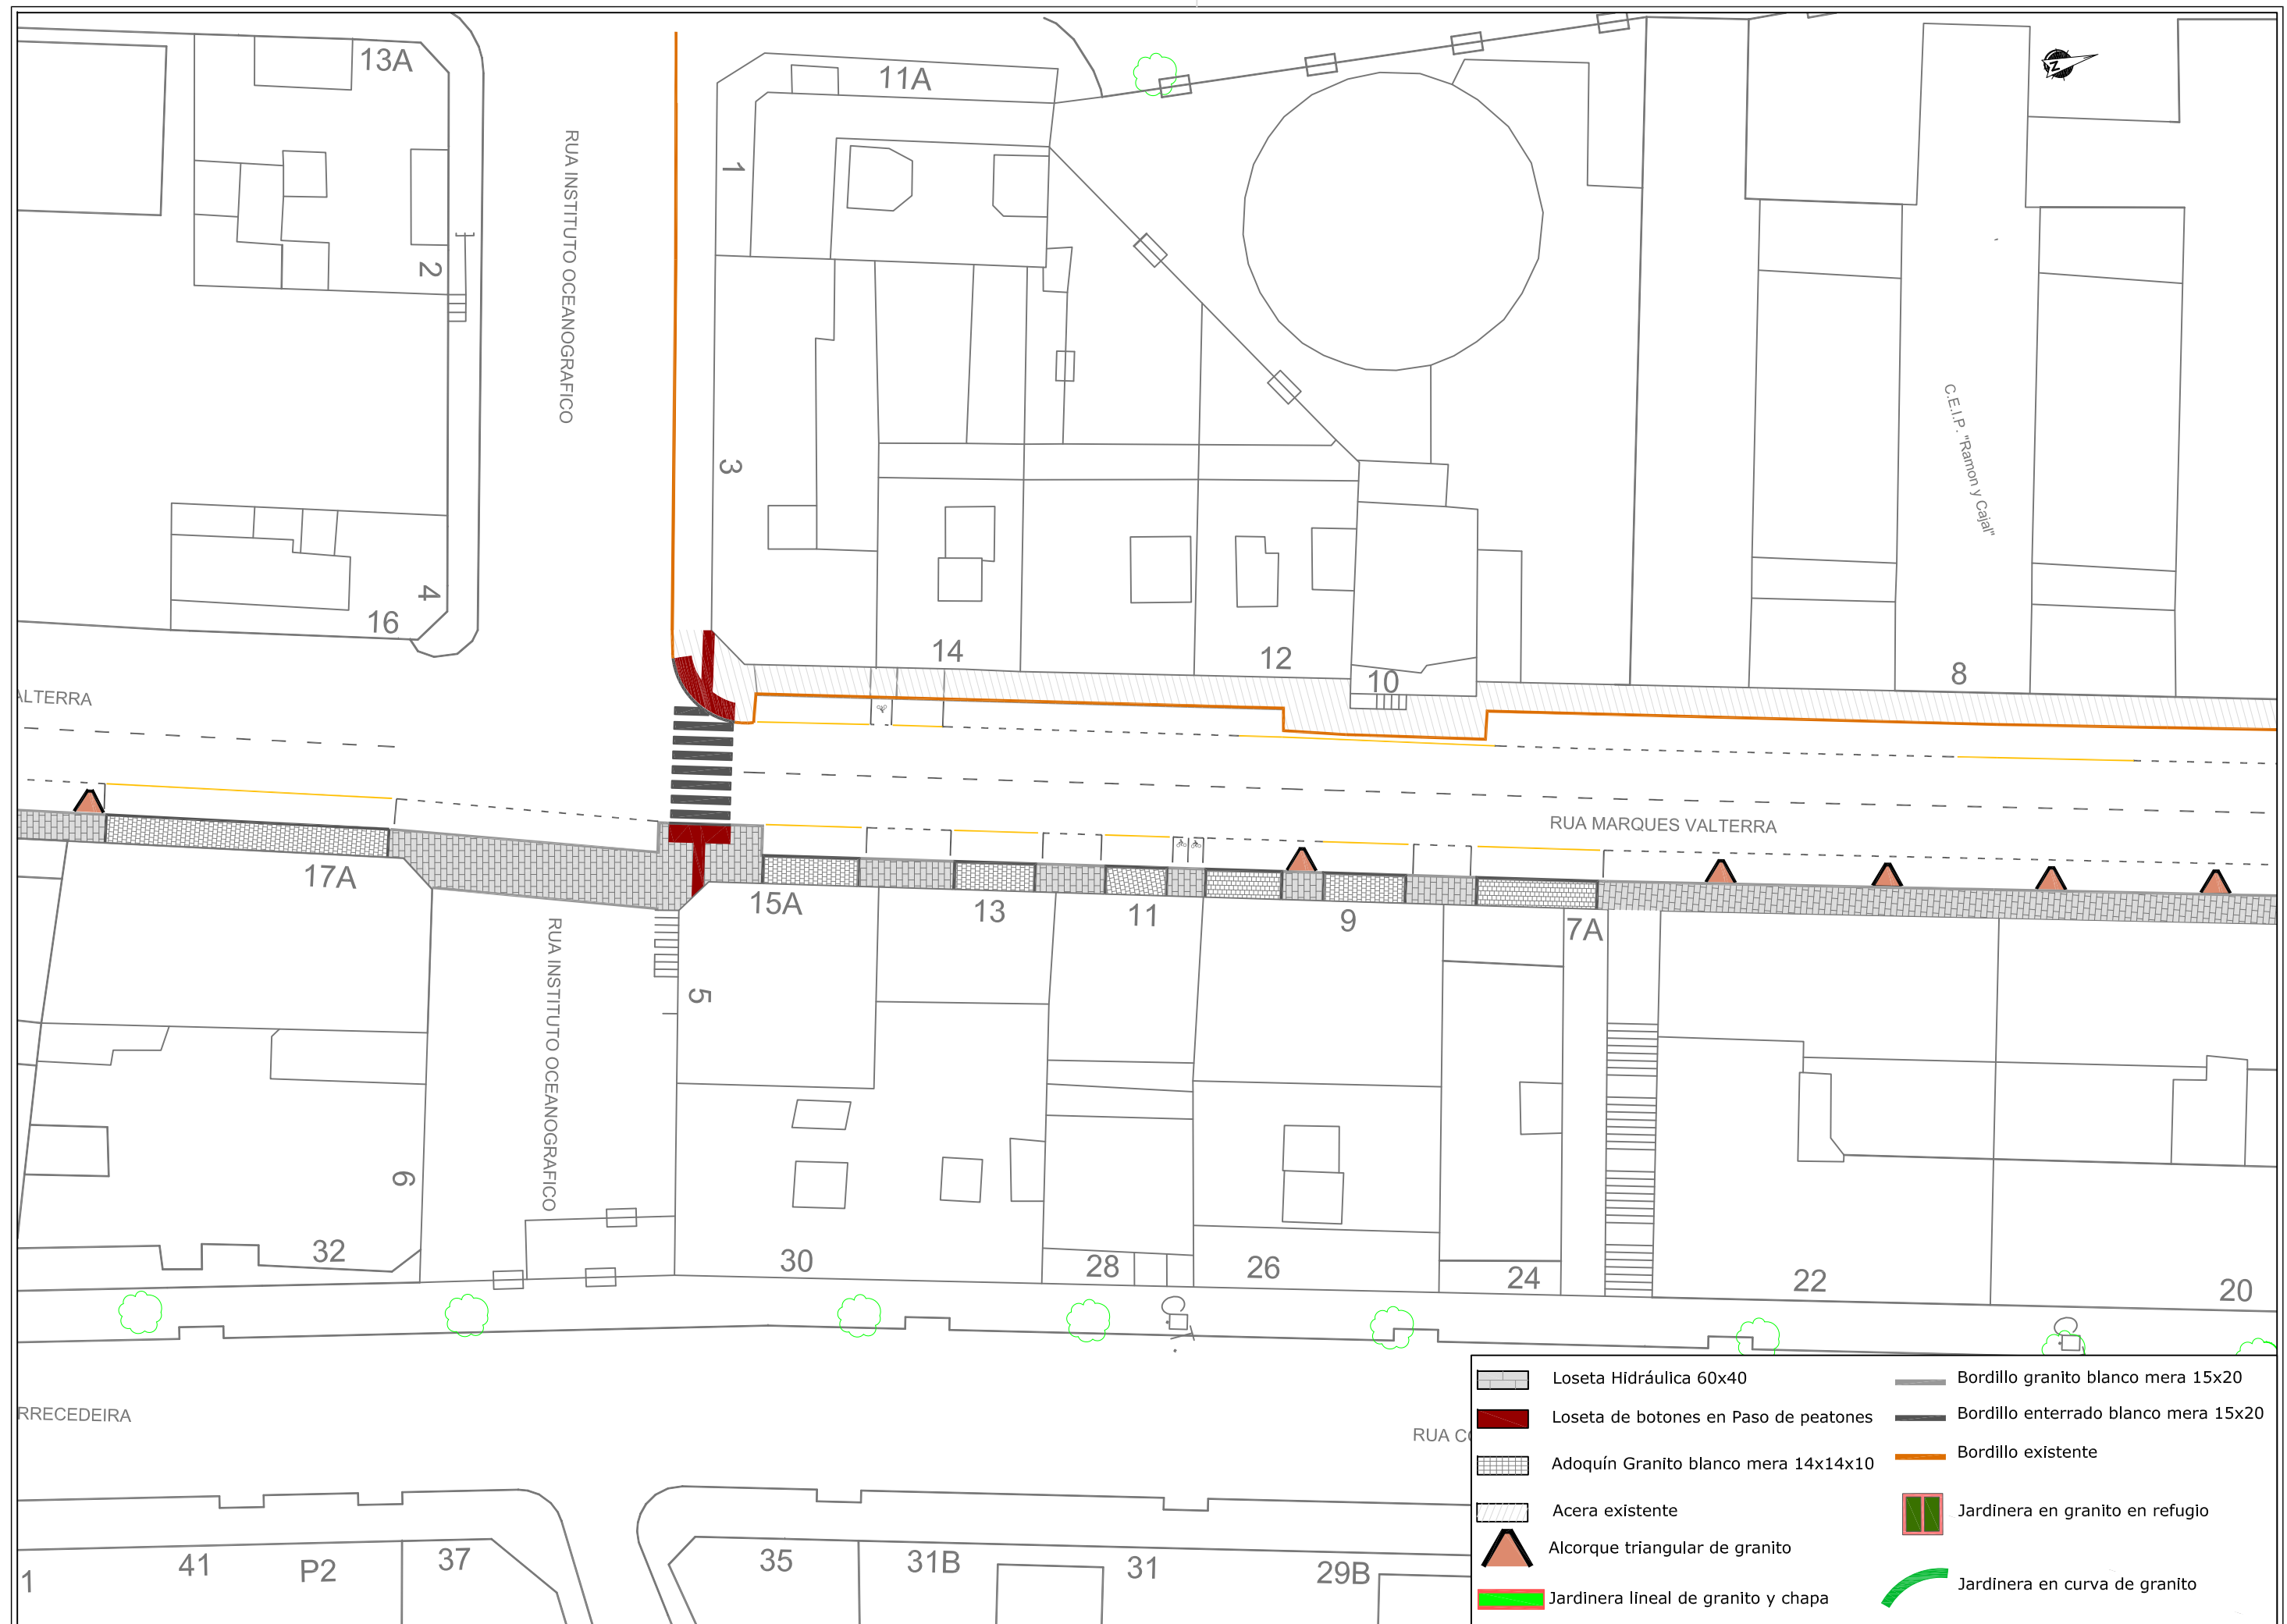 13A
11A
N
RUA INSTITUTO OCEANOGRAFICO
1
2
3
C.E.I.P. "Ramon y Cajal"
4
16
14
12
10
8
ALTERRA
RUA MARQUES VALTERRA
17A
15A
13
11
9
7A
RUA INSTITUTO OCEANOGRAFICO
5
6
32
30
28
26
24
22
20
RRECEDEIRA
RUA CO
1
41
P2
37
35
31B
31
29B
Loseta Hidráulica 60x40
Loseta de botones en Paso de peatones
Adoquín Granito blanco mera 14x14x10
Acera existente
Alcorque triangular de granito
Jardinera lineal de granito y chapa
Bordillo granito blanco mera 15x20
Bordillo enterrado blanco mera 15x20
Bordillo existente
Jardinera en granito en refugio
Jardinera en curva de granito